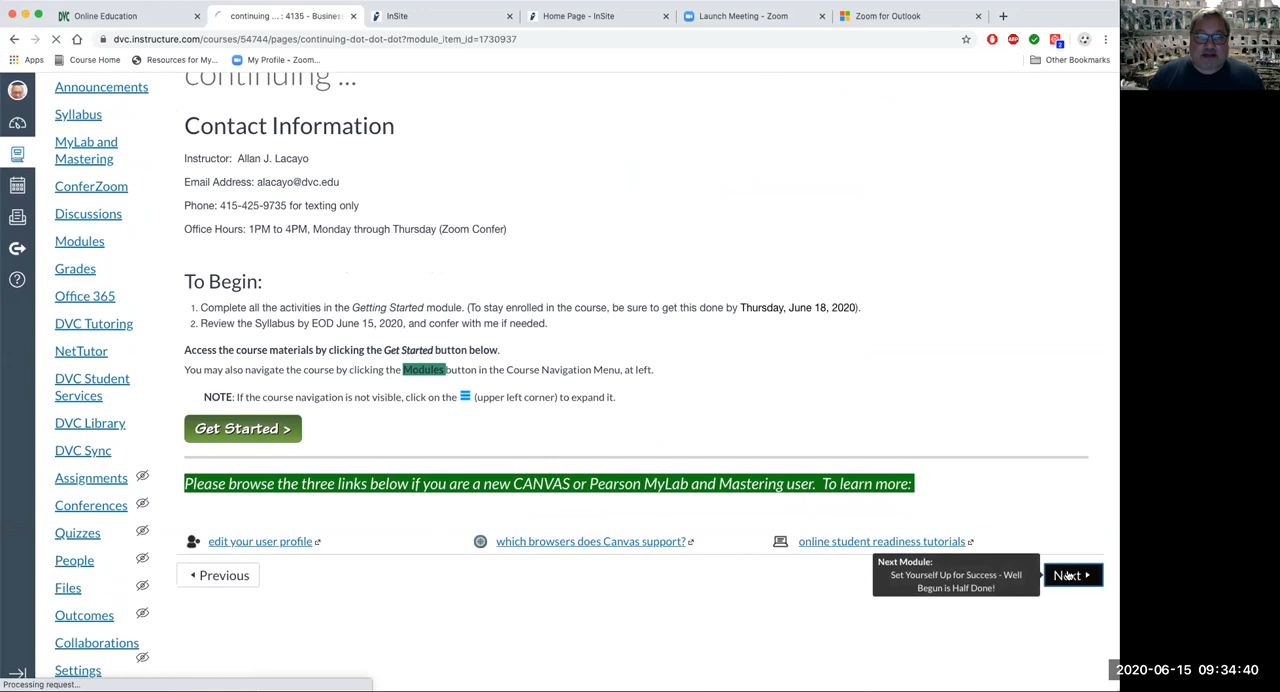 DVC Online Education
continuing ... : 4135 - Business
InSite
Home Page - InSite
Launch Meeting - Zoom
Zoom for Outlook
dvc.instructure.com/courses/54744/pages/continuing-dot-dot-dot?module_item_id=1730937
ABP
2
Apps
Course Home
Resources for My...
My Profile - Zoom...
Other Bookmarks
continuing ...
Announcements
Syllabus
MyLab and
Mastering
ConferZoom
Discussions
Modules
Grades
Office 365
DVC Tutoring
NetTutor
DVC Student
Services
DVC Library
DVC Sync
Assignments
Conferences
Quizzes
People
Files
Outcomes
Collaborations
Settings
Contact Information
Instructor: Allan J. Lacayo
Email Address: alacayo@dvc.edu
Phone: 415-425-9735 for texting only
Office Hours: 1PM to 4PM, Monday through Thursday (Zoom Confer)
To Begin:
1. Complete all the activities in the Getting Started module. (To stay enrolled in the course, be sure to get this done by Thursday, June 18, 2020).
2. Review the Syllabus by EOD June 15, 2020, and confer with me if needed.
Access the course materials by clicking the Get Started button below.
You may also navigate the course by clicking the Modules button in the Course Navigation Menu, at left.
NOTE: If the course navigation is not visible, click on the (upper left corner) to expand it.
Get Started >
Please browse the three links below if you are a new CANVAS or Pearson MyLab and Mastering user. To learn more:
edit your user profile
which browsers does Canvas support?
online student readiness tutorials
Next Module:
Set Yourself Up for Success - Well
Begun is Half Done!
Previous
Next
2020-06-15 09:34:40
Processing request...